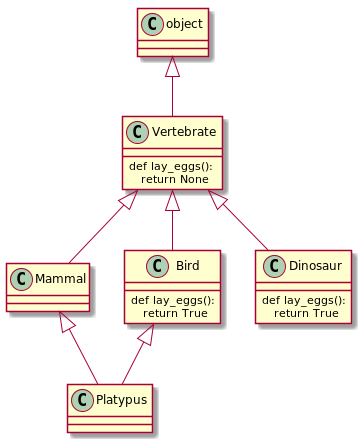 C object
C Vertebrate
def lay_eggs():
return None
C Mammal
C Bird
def lay_eggs():
return True
C Dinosaur
def lay_eggs():
return True
C Platypus